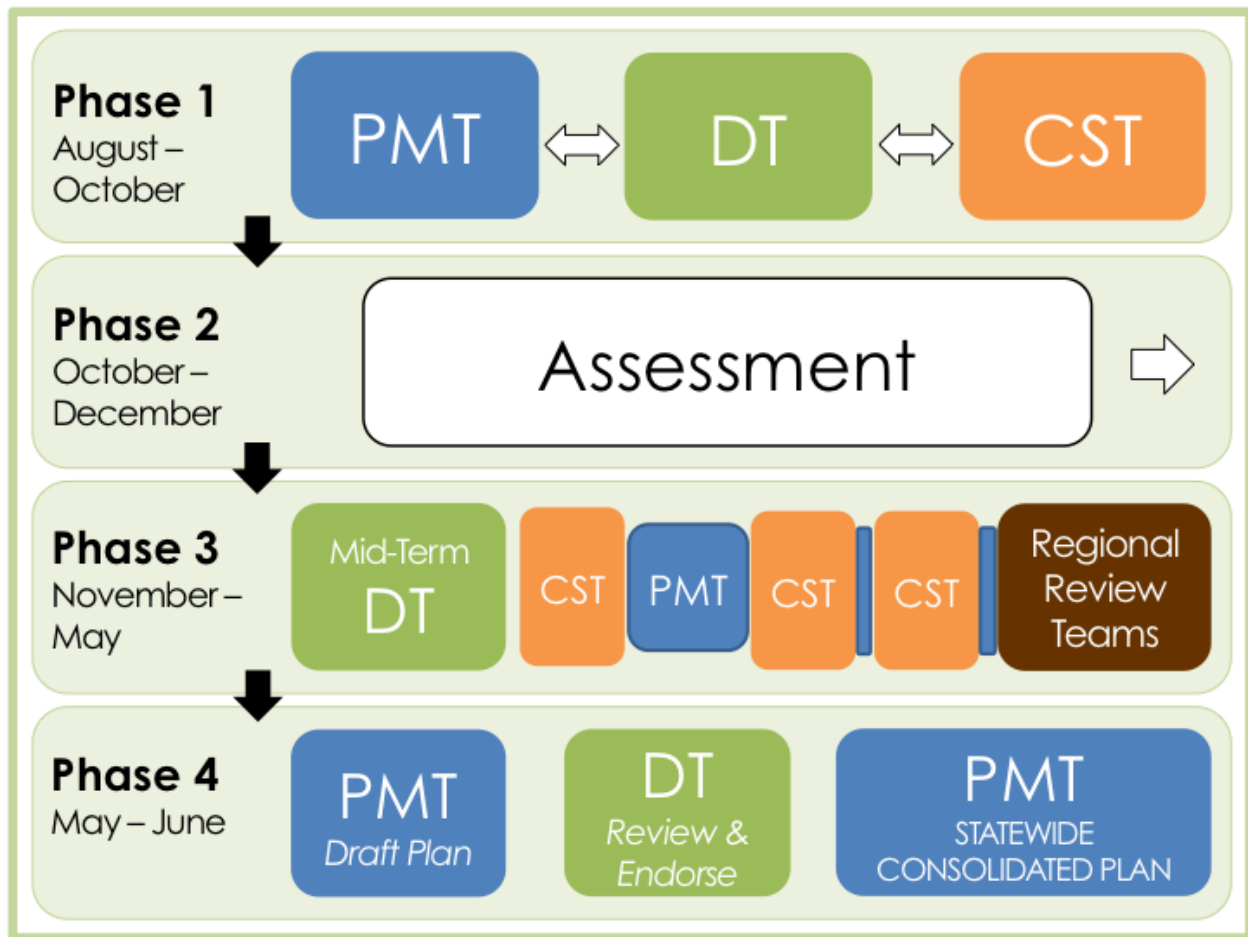 Phase 1
August –
October
PMT
DT
CST
Phase 2
October –
December
Assessment
Phase 3
November –
May
Mid-Term
DT
CST
PMT
CST
CST
Regional
Review
Teams
Phase 4
May – June
PMT
Draft Plan
DT
Review &
Endorse
PMT
STATEWIDE
CONSOLIDATED PLAN